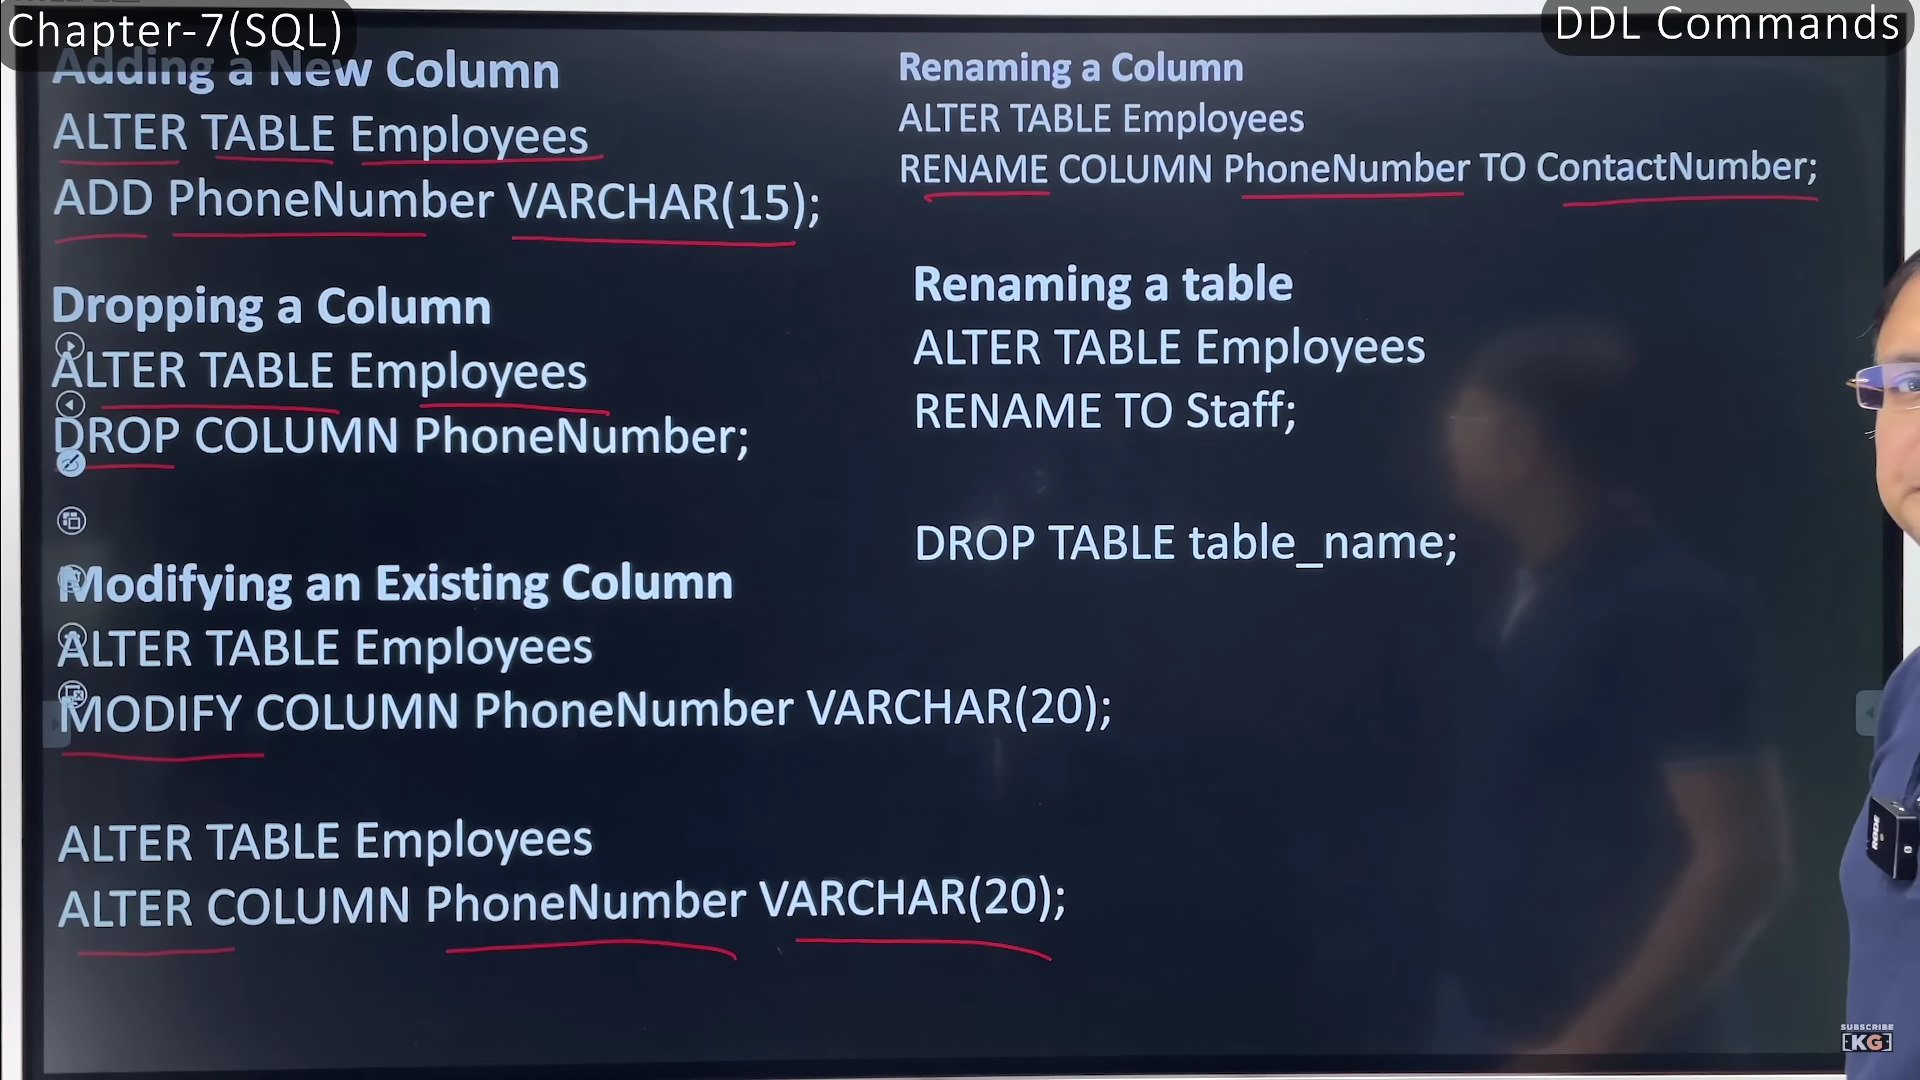 Chapter-7(SQL)
DDL Commands
Adding a New Column
ALTER TABLE Employees
ADD PhoneNumber VARCHAR(15);
Dropping a Column
ALTER TABLE Employees
DROP COLUMN PhoneNumber;
Modifying an Existing Column
ALTER TABLE Employees
MODIFY COLUMN PhoneNumber VARCHAR(20);
ALTER TABLE Employees
ALTER COLUMN PhoneNumber VARCHAR(20);
Renaming a Column
ALTER TABLE Employees
RENAME COLUMN PhoneNumber TO ContactNumber;
Renaming a table
ALTER TABLE Employees
RENAME TO Staff;
DROP TABLE table_name;
RODE
SUBSCRIBE
[KG]